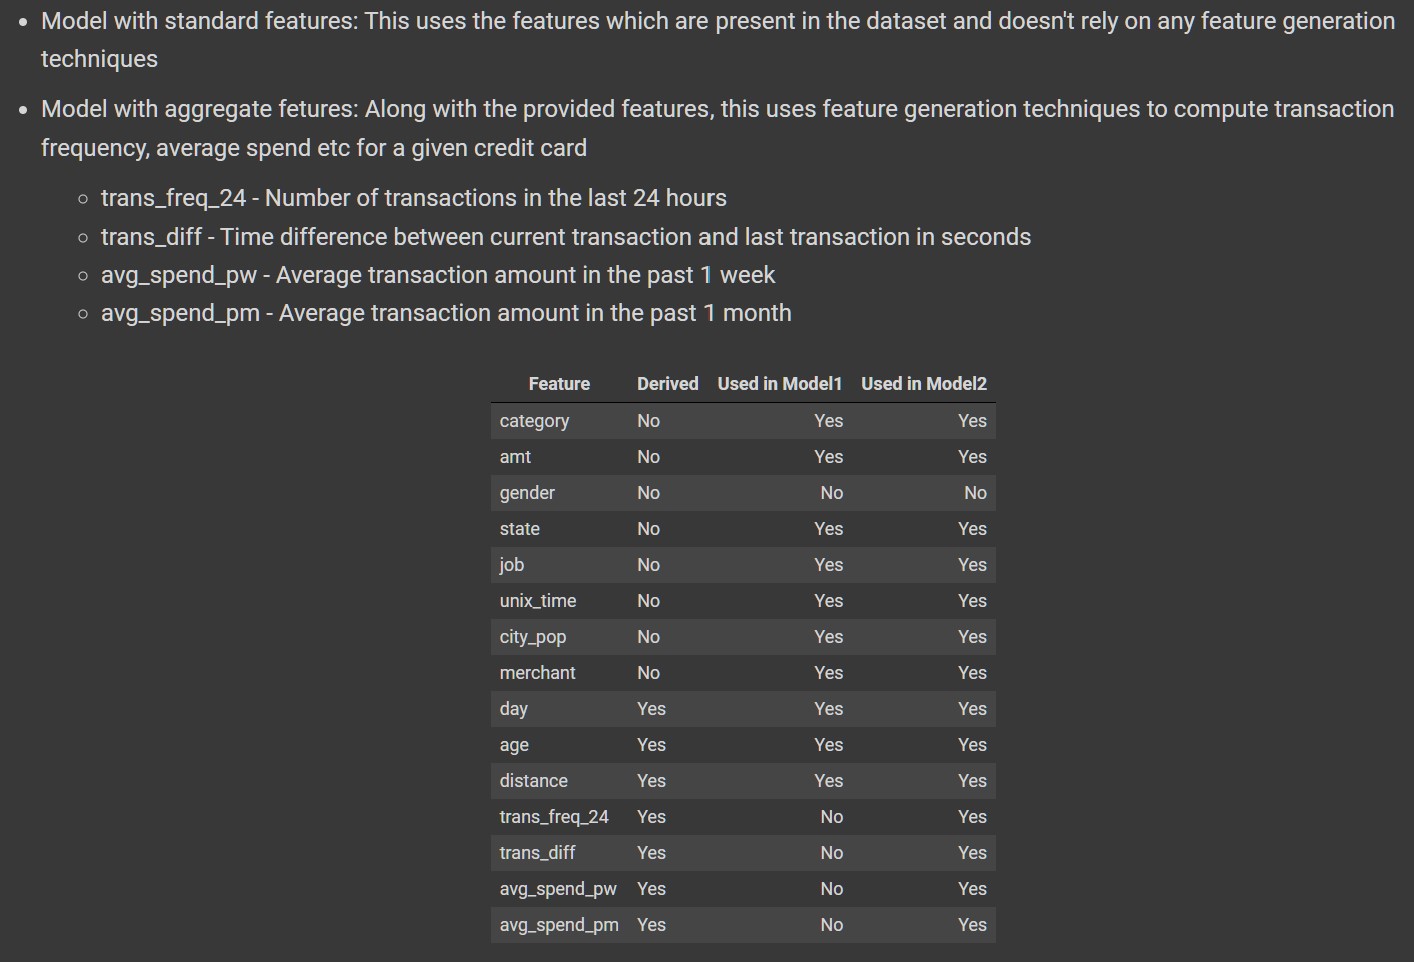 Model with standard features: This uses the features which are present in the dataset and doesn't rely on any feature generation
techniques
Model with aggregate fetures: Along with the provided features, this uses feature generation techniques to compute transaction
frequency, average spend etc for a given credit card
trans_freq_24 - Number of transactions in the last 24 hours
trans_diff - Time difference between current transaction and last transaction in seconds
avg_spend_pw - Average transaction amount in the past 1 week
avg_spend_pm - Average transaction amount in the past 1 month
Feature Derived Used in Model1 Used in Model2
category No Yes Yes
amt No Yes Yes
gender No No No
state No Yes Yes
job No Yes Yes
unix_time No Yes Yes
city_pop No Yes Yes
merchant No Yes Yes
day Yes Yes Yes
age Yes Yes Yes
distance Yes Yes Yes
trans_freq_24 Yes No Yes
trans_diff Yes No Yes
avg_spend_pw Yes No Yes
avg_spend_pm Yes No Yes